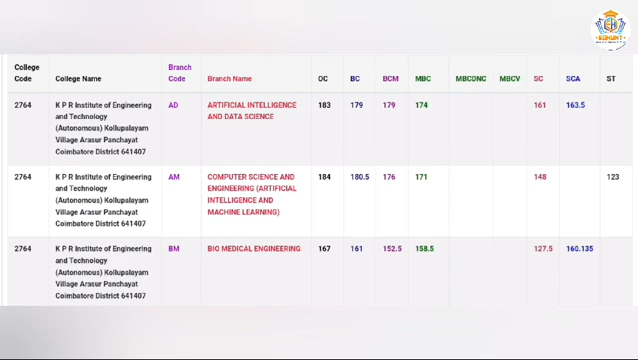 EDHUNT
College Code College Name Branch Code Branch Name OC BC BCM MBC MBCDNC MBCV SC SCA ST
2764 K P R Institute of Engineering and Technology (Autonomous) Kollupalayam Village Arasur Panchayat Coimbatore District 641407 AD ARTIFICIAL INTELLIGENCE AND DATA SCIENCE 183 179 179 174 161 163.5
2764 K P R Institute of Engineering and Technology (Autonomous) Kollupalayam Village Arasur Panchayat Coimbatore District 641407 AM COMPUTER SCIENCE AND ENGINEERING (ARTIFICIAL INTELLIGENCE AND MACHINE LEARNING) 184 180.5 176 171 148 123
2764 K P R Institute of Engineering and Technology (Autonomous) Kollupalayam Village Arasur Panchayat Coimbatore District 641407 BM BIO MEDICAL ENGINEERING 167 161 152.5 158.5 127.5 160.135